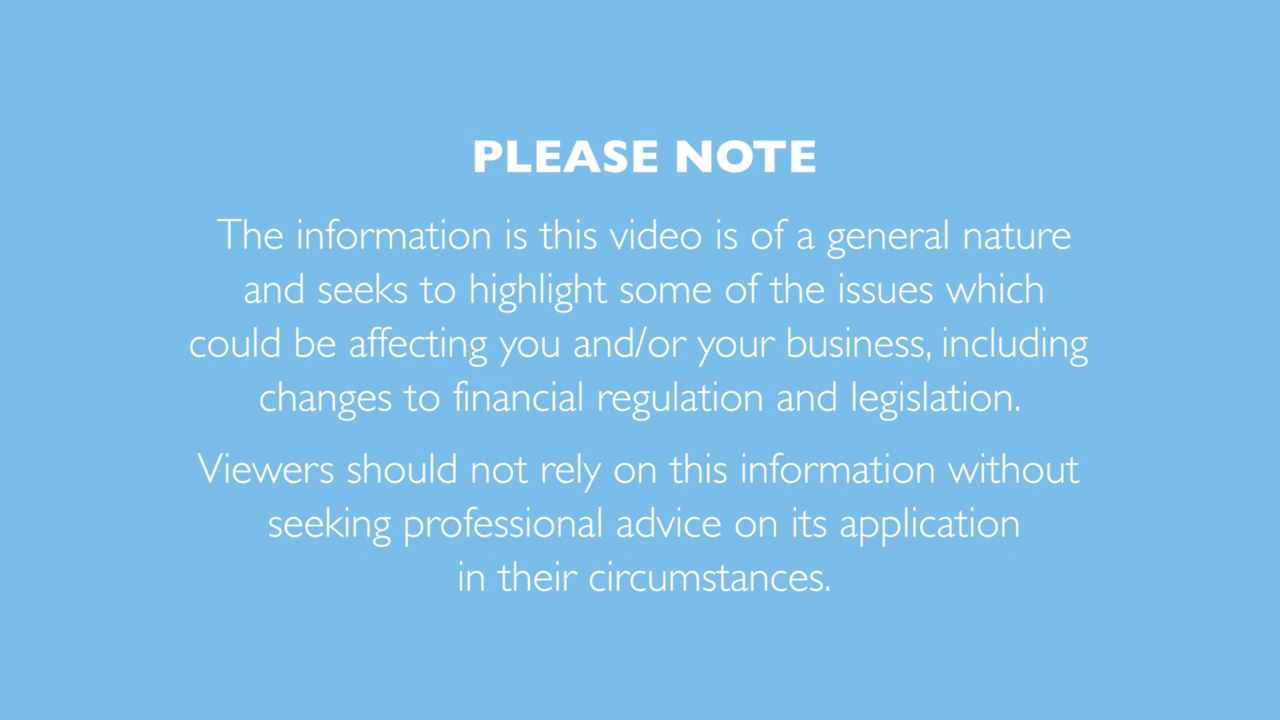 PLEASE NOTE
The information is this video is of a general nature
and seeks to highlight some of the issues which
could be affecting you and/or your business, including
changes to financial regulation and legislation.
Viewers should not rely on this information without
seeking professional advice on its application
in their circumstances.